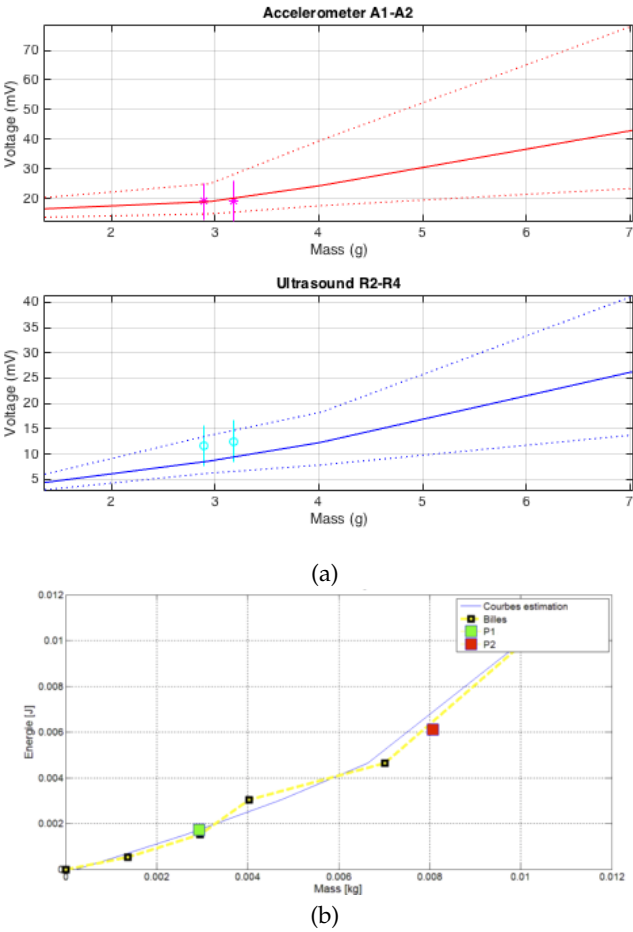 Accelerometer A1-A2
70
60
50
40
30
20
2 3 4 5 6 7
Voltage (mV)
Mass (g)
Ultrasound R2-R4
40
35
30
25
20
15
10
5
2 3 4 5 6 7
Voltage (mV)
Mass (g)
(a)
0.012
0.01
0.008
0.006
0.004
0.002
0
0 0.002 0.004 0.006 0.008 0.01 0.012
Energie [J]
Mass [kg]
Courbes estimation
Billes
P1
P2
(b)